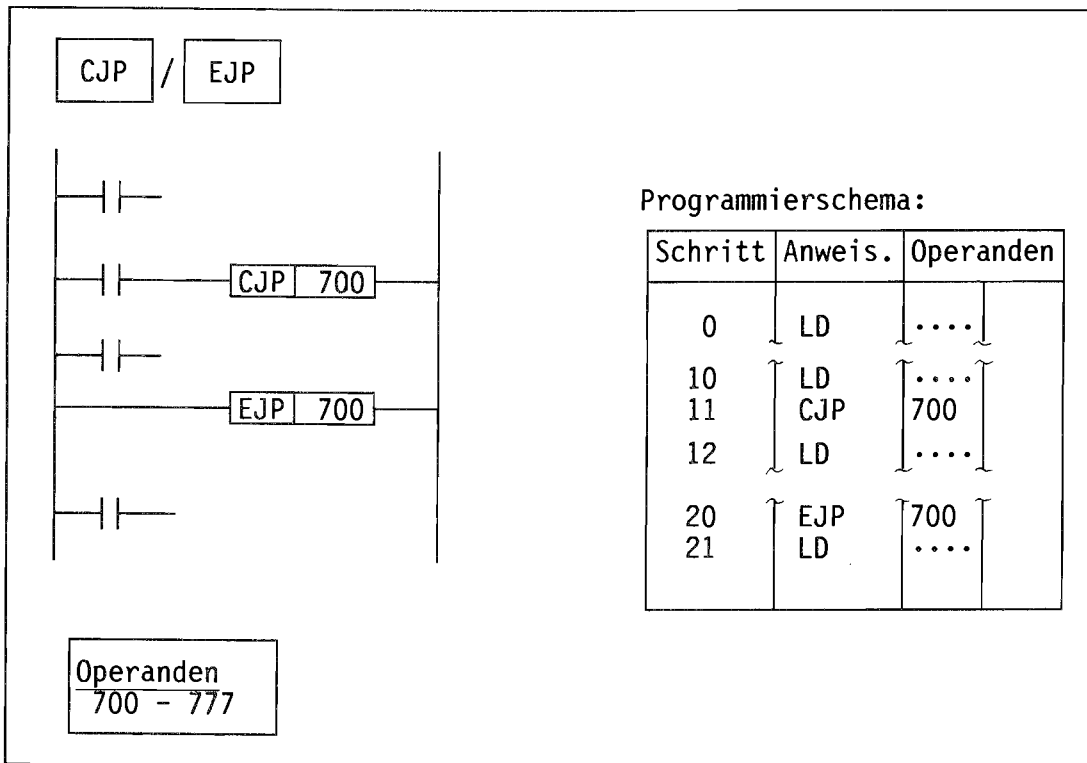 CJP / EJP
CJP 700
EJP 700
Programmierschema:
Schritt Anweis. Operanden
0 LD ....
10 LD ....
11 CJP 700
12 LD ....
20 EJP 700
21 LD ....
Operanden
700 - 777